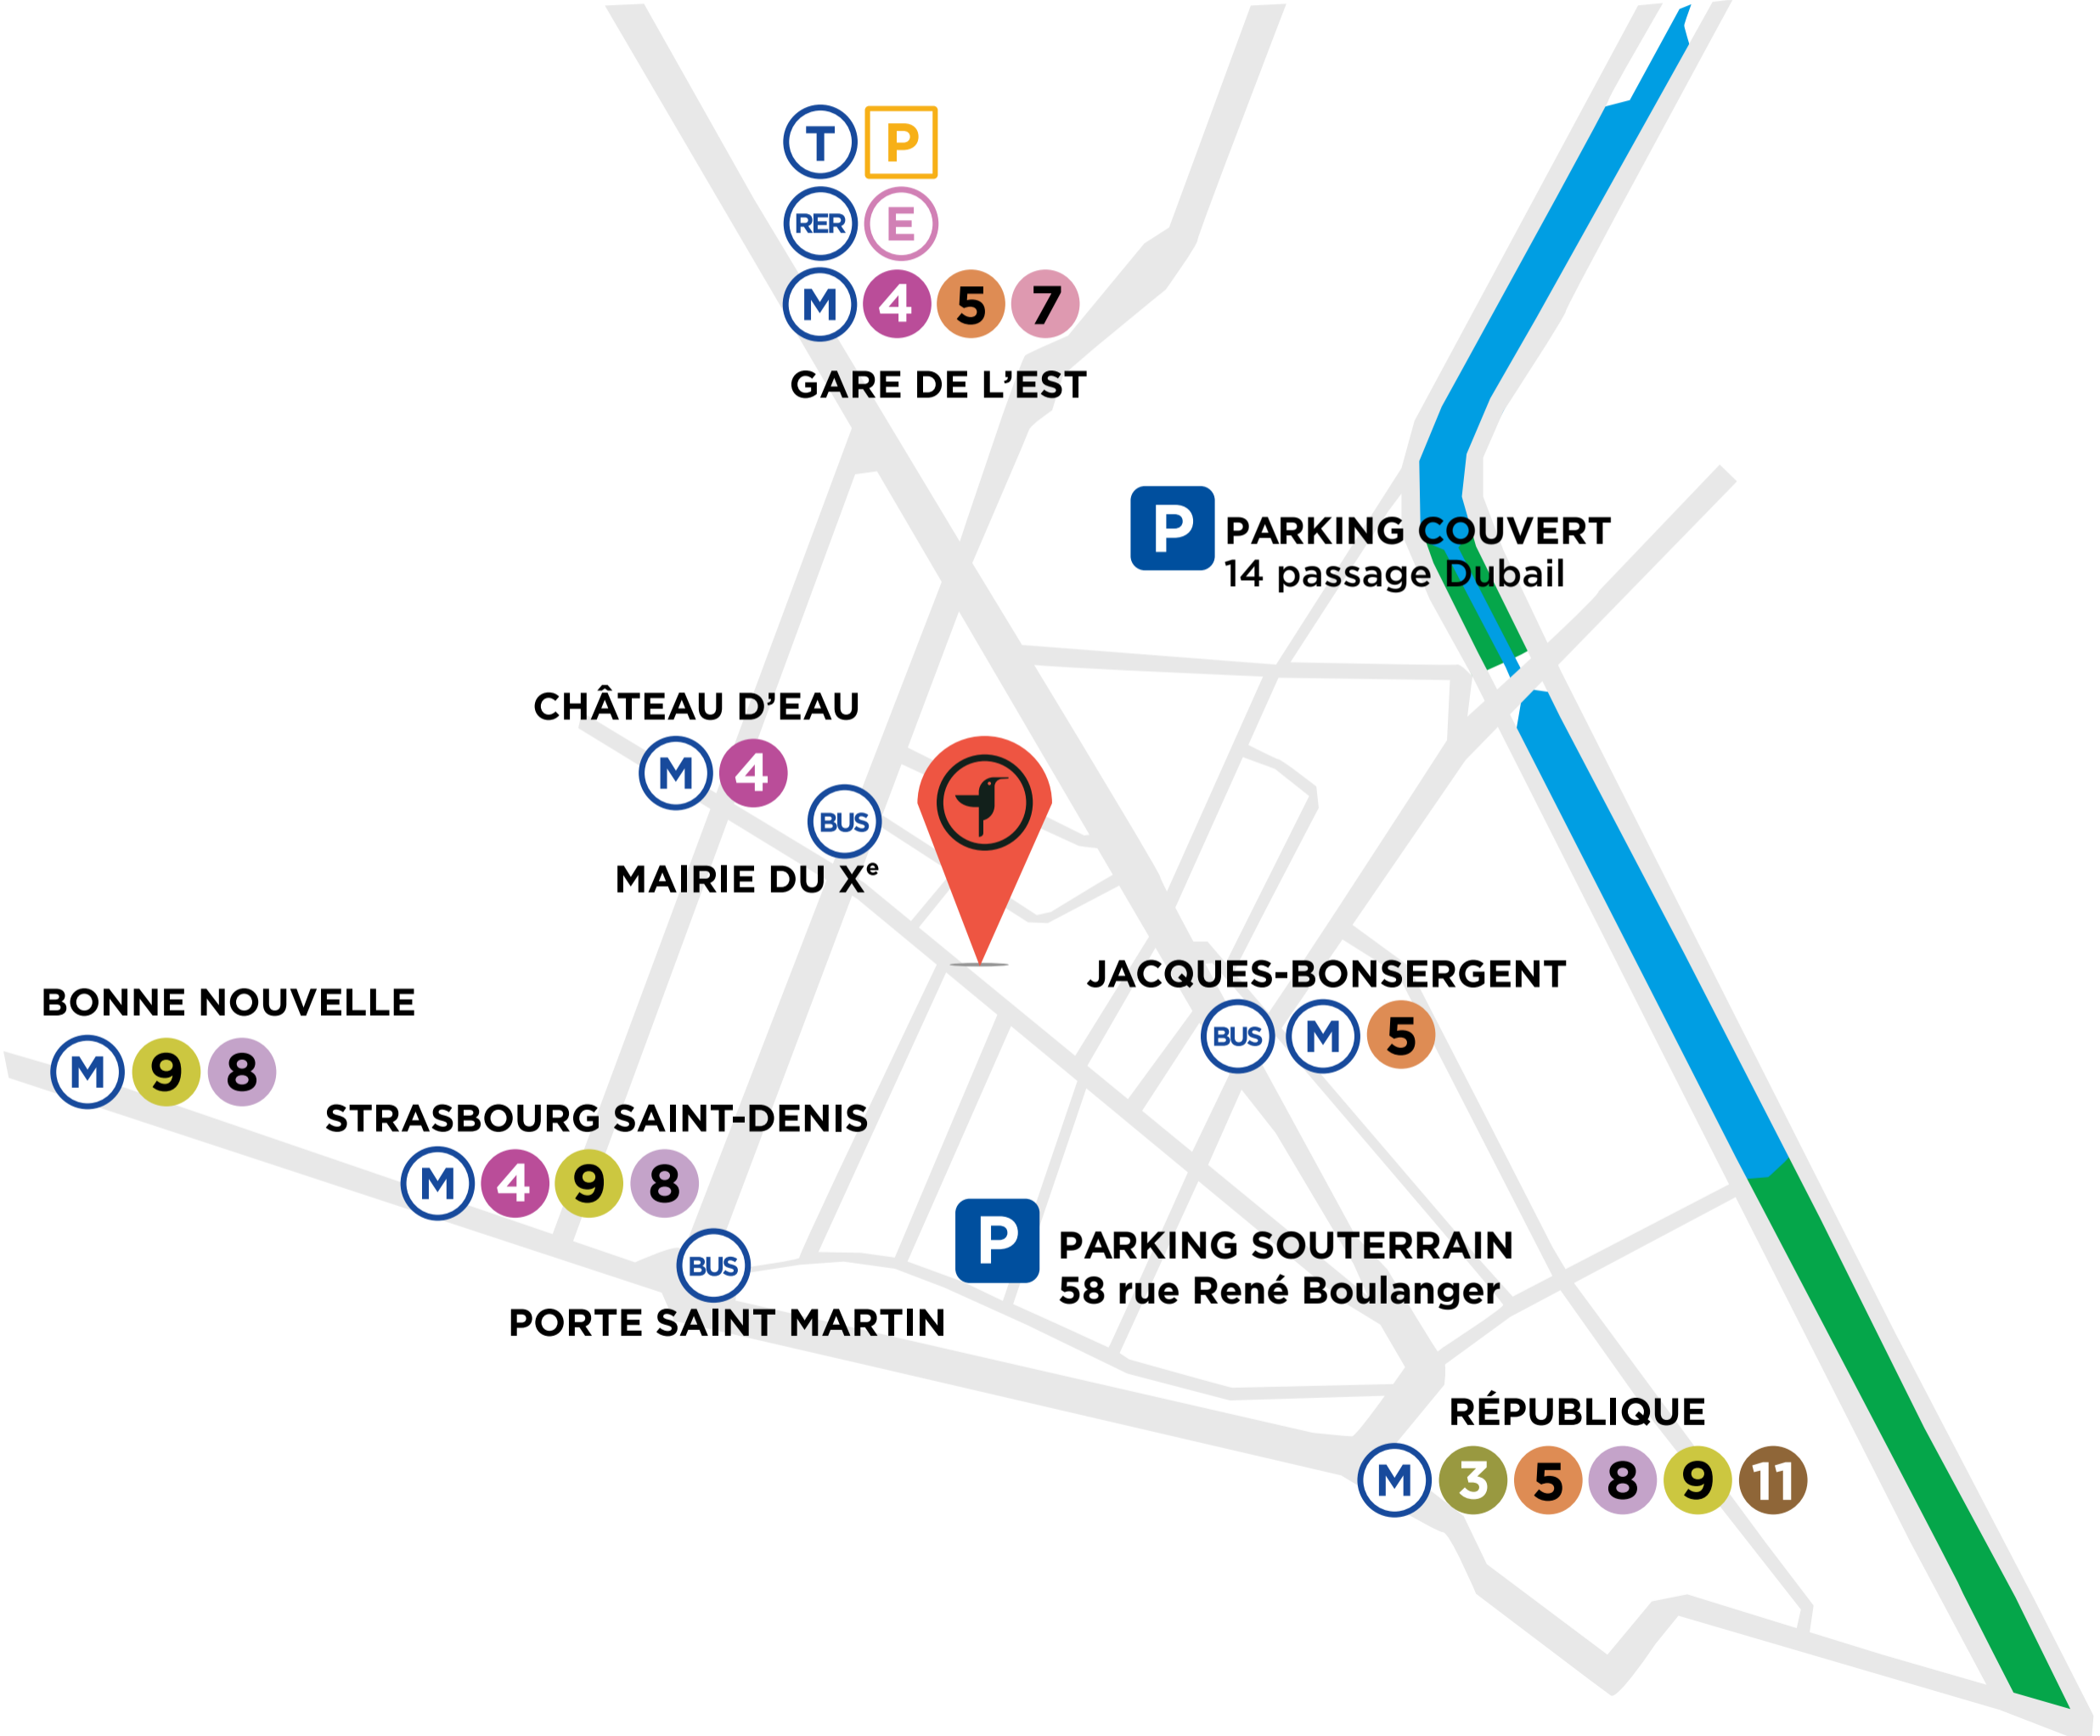 T P
RER E
M 4 5 7
GARE DE L'EST
P PARKING COUVERT
14 passage Dubail
CHÂTEAU D'EAU
M 4
BUS
MAIRIE DU Xᵉ
JACQUES-BONSERGENT
BUS M 5
BONNE NOUVELLE
M 9 8
STRASBOURG SAINT-DENIS
M 4 9 8
BUS
PORTE SAINT MARTIN
P PARKING SOUTERRAIN
58 rue René Boulanger
RÉPUBLIQUE
M 3 5 8 9 11